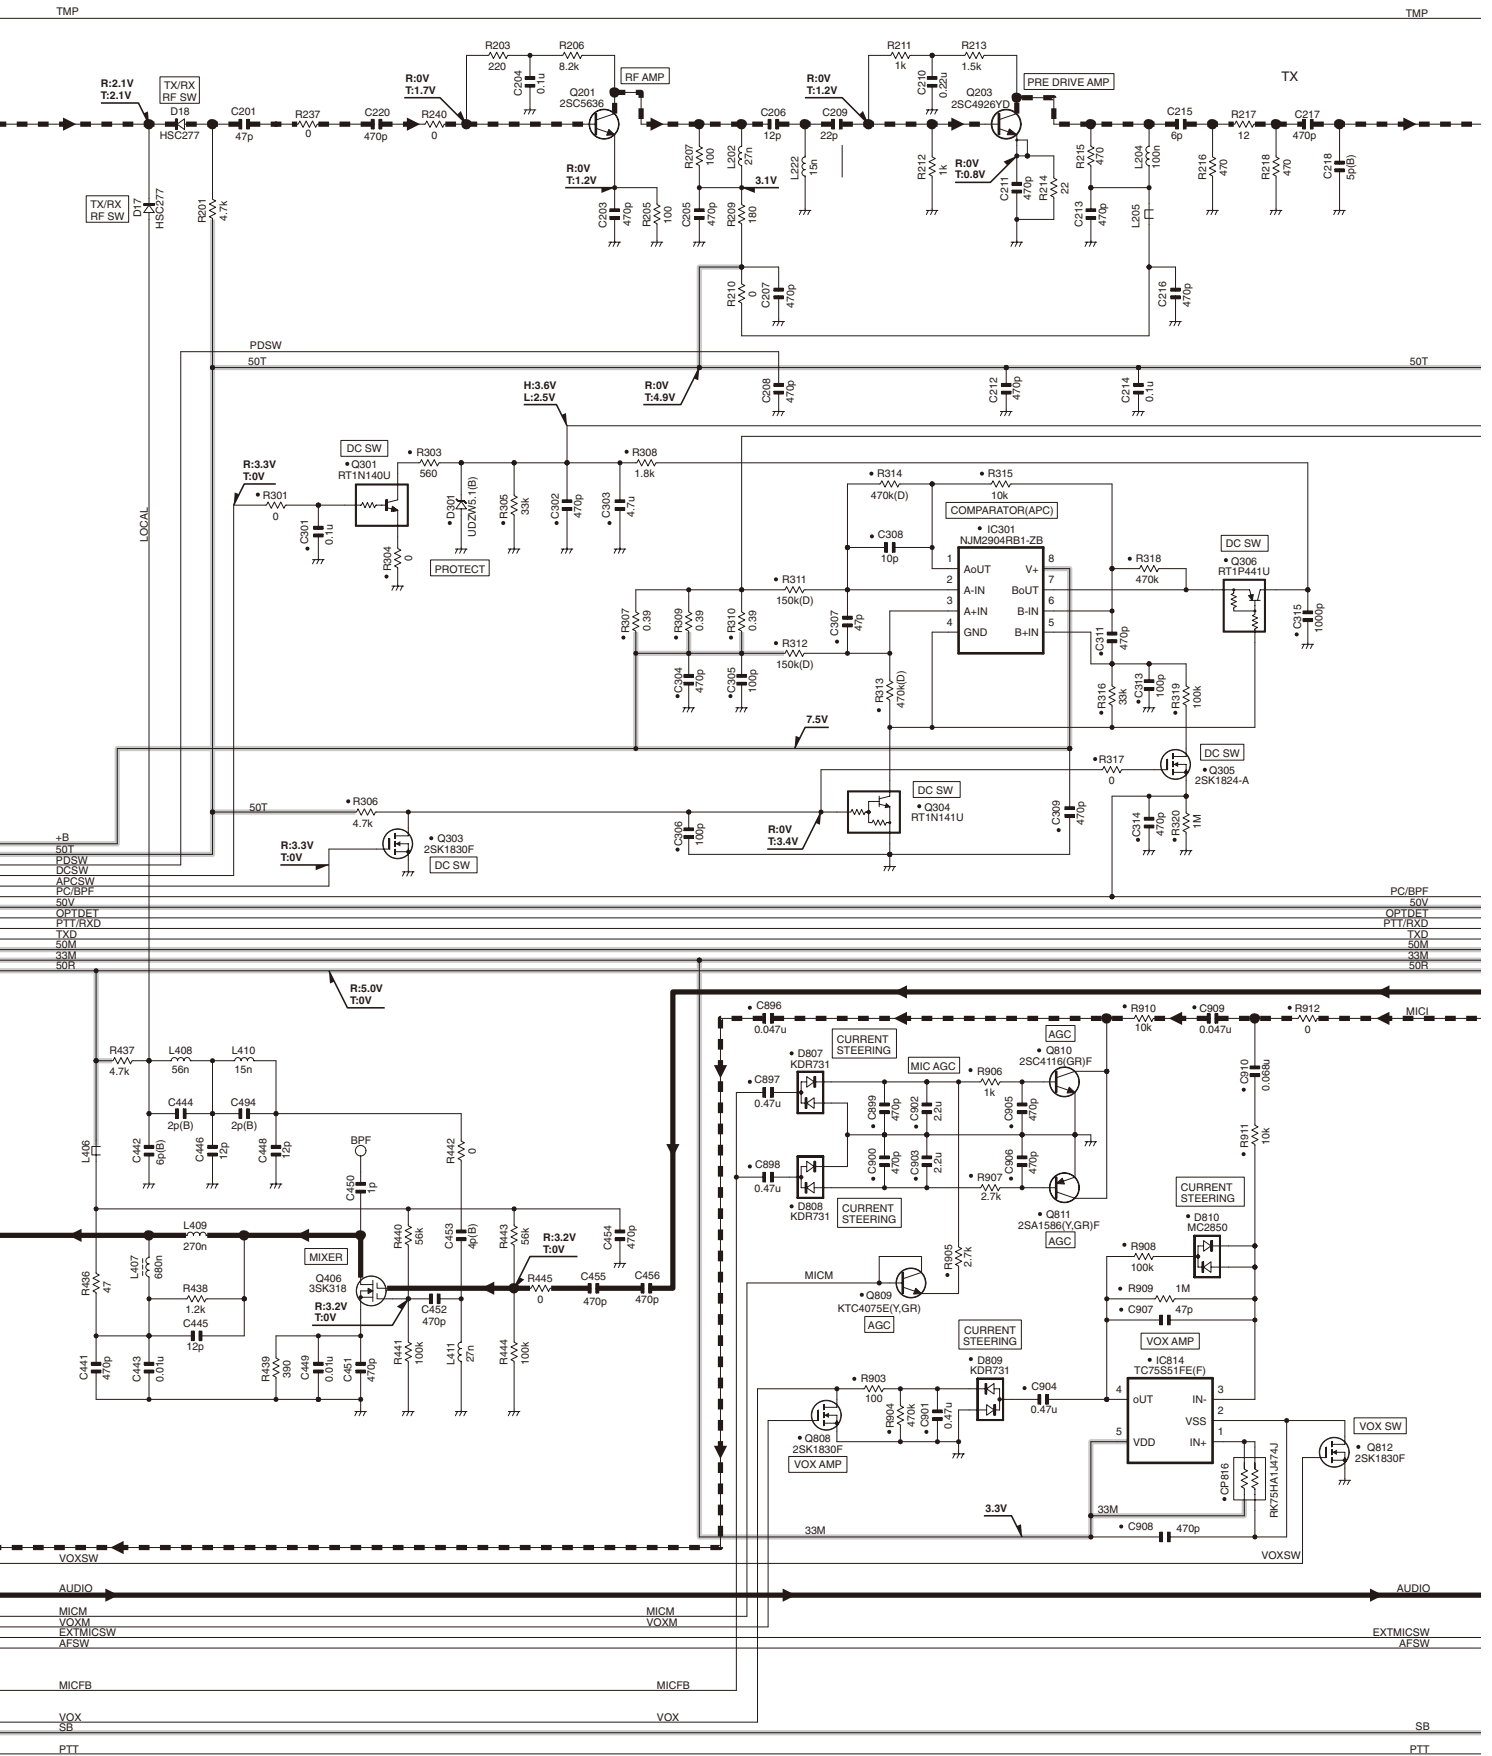 TMP
TMP
R203
220
C204
0.1u
R206
8.2k
RF AMP
R:0V
T:1.7V
Q201
2SC5636
R:2.1V
T:2.1V
TX/RX
RF SW
D18
HSC277
C201
47p
R237
0
C220
470p
R240
0
R211
1k
C210
0.22u
R213
1.5k
PRE DRIVE AMP
TX
R:0V
T:1.2V
Q203
2SC4926YD
C206
12p
C209
22p
C215
6p
R217
12
C217
470p
R207
100
L202
27n
L222
15n
R212
1k
R215
470
L204
100n
R216
470
R218
470
C218
5p(B)
R:0V
T:1.2V
3.1V
R:0V
T:0.8V
TX/RX
RF SW
D17
HSC277
R201
4.7k
C203
470p
R205
100
C205
470p
R209
180
C211
470p
R214
22
C213
470p
L205
R210
0
C207
470p
C216
470p
PDSW
50T
50T
H:3.6V
L:2.5V
R:0V
T:4.9V
C208
470p
C212
470p
C214
0.1u
DC SW
Q301
RT1N140U
R303
560
R308
1.8k
R:3.3V
T:0V
R301
0
C301
0.1u
R304
0
D301
UDZW5.1(B)
R305
33k
C302
470p
C303
4.7u
PROTECT
LOCAL
R314
470k(D)
R315
10k
COMPARATOR(APC)
IC301
NJM2904RB1-ZB
C308
10p
1
AoUT
2
A-IN
3
A+IN
4
GND
8
V+
7
BoUT
6
B-IN
5
B+IN
R318
470k
DC SW
Q306
RT1P441U
C315
1000p
R311
150k(D)
R307
0.39
R309
0.39
R310
0.39
C307
47p
R312
150k(D)
C304
470p
C305
100p
R313
470k(D)
C311
470p
R316
33k
C313
100p
R319
100k
7.5V
R317
0
DC SW
Q305
2SK1824-A
50T
R306
4.7k
Q303
2SK1830F
DC SW
R:3.3V
T:0V
C306
100p
R:0V
T:3.4V
DC SW
Q304
RT1N141U
C309
470p
C314
470p
R320
1M
+B
50T
PDSW
DCSW
APCSW
PC/BPF
50V
OPTDET
PTT/RXD
TXD
50M
33M
50R
PC/BPF
50V
OPTDET
PTT/RXD
TXD
50M
33M
50R
R:5.0V
T:0V
C896
0.047u
R910
10k
C909
0.047u
R912
0
MICI
R437
4.7k
L408
56n
L410
15n
C444
2p(B)
C494
2p(B)
L406
C442
6p(B)
C446
12p
C448
12p
BPF
C450
1p
R442
0
CURRENT
STEERING
D807
KDR731
C897
0.47u
MIC AGC
AGC
Q810
2SC4116(GR)F
R906
1k
C899
470p
C902
2.2u
C905
470p
C910
0.068u
R911
10k
C898
0.47u
D808
KDR731
CURRENT
STEERING
C900
470p
C903
2.2u
C906
470p
R907
2.7k
Q811
2SA1586(Y,GR)F
AGC
CURRENT
STEERING
D810
MC2850
R908
100k
R909
1M
C907
47p
L409
270n
L407
680n
R436
47
R438
1.2k
C445
12p
MIXER
Q406
3SK318
R:3.2V
T:0V
R440
56k
C453
4p(B)
R443
56k
R:3.2V
T:0V
C454
470p
R445
0
C455
470p
C456
470p
C452
470p
C441
470p
C443
0.01u
R439
390
C449
0.01u
C451
470p
R441
100k
L411
27n
R444
100k
MICM
Q809
KTC4075E(Y,GR)
AGC
R905
2.7k
CURRENT
STEERING
D809
KDR731
R903
100
C904
0.47u
Q808
2SK1830F
VOX AMP
R904
470k
C901
0.47u
VOX AMP
IC814
TC75S51FE(F)
4
oUT
5
VDD
3
IN-
2
VSS
1
IN+
VOX SW
Q812
2SK1830F
CP816
RK75HA1J474J
3.3V
33M
33M
C908
470p
VOXSW
VOXSW
AUDIO
AUDIO
MICM
VOXM
EXTMICSW
AFSW
MICM
VOXM
EXTMICSW
AFSW
MICFB
MICFB
VOX
SB
VOX
SB
PTT
PTT